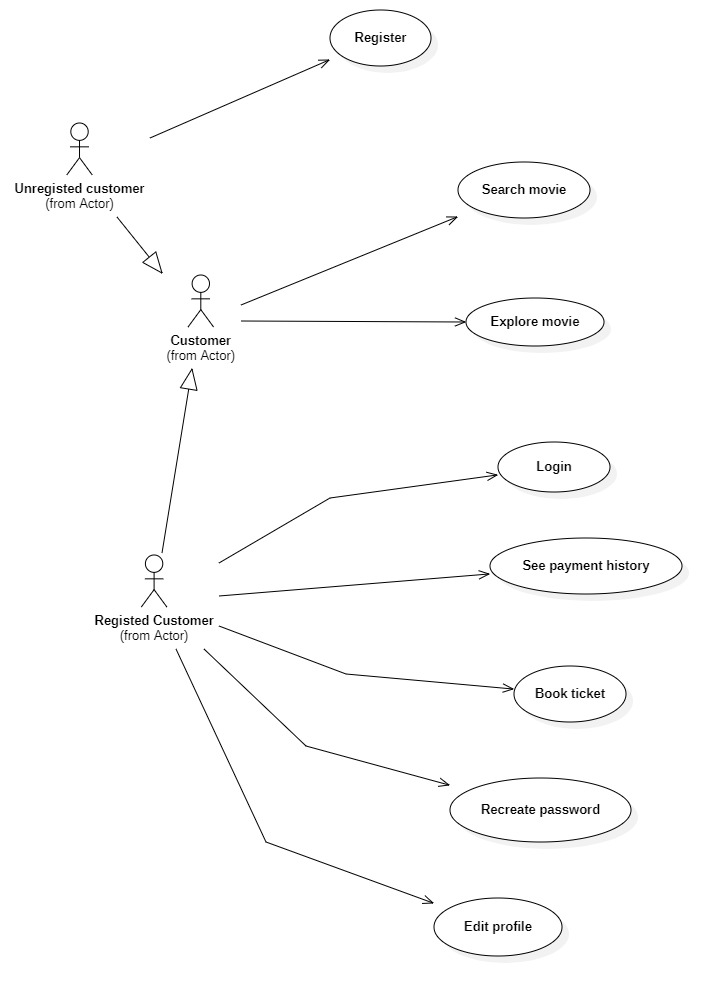 Register
Unregisted customer
(from Actor)
Search movie
Customer
(from Actor)
Explore movie
Login
See payment history
Registed Customer
(from Actor)
Book ticket
Recreate password
Edit profile